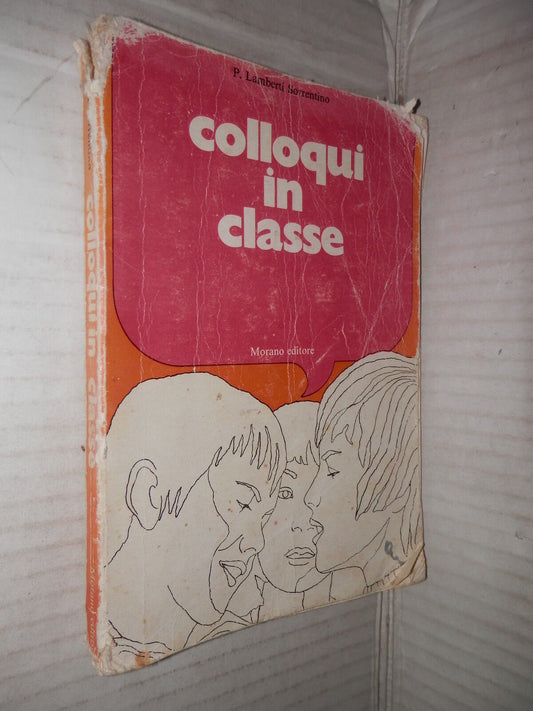 P. Lamberti Sorrentino
colloqui
in
classe
Morano editore
colloqui in classe